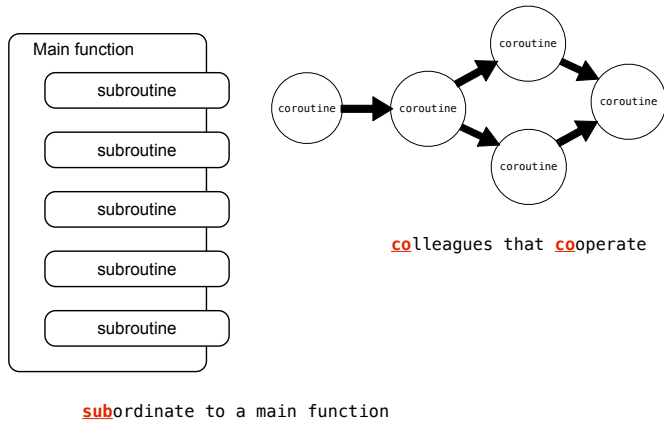 Main function
subroutine
subroutine
subroutine
subroutine
subroutine
subordinate to a main function
coroutine
coroutine
coroutine
coroutine
coroutine
colleagues that cooperate